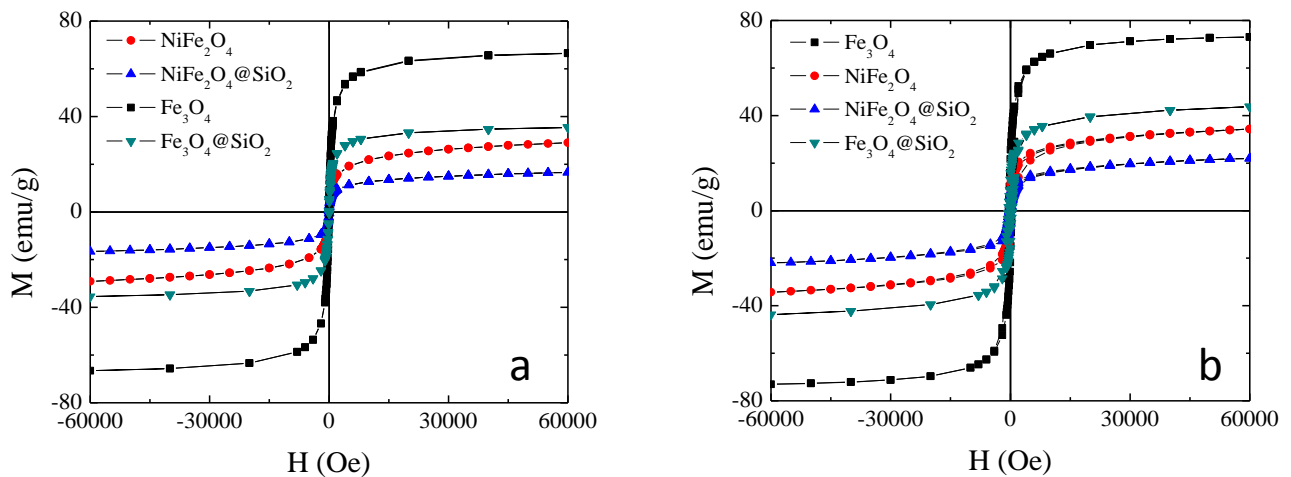 80
40
0
-40
-80
M (emu/g)
NiFe₂O₄
NiFe₂O₄@SiO₂
Fe₃O₄
Fe₃O₄@SiO₂
a
-60000 -30000 0 30000 60000
H (Oe)
80
40
0
-40
-80
M (emu/g)
Fe₃O₄
NiFe₂O₄
NiFe₂O₄@SiO₂
Fe₃O₄@SiO₂
b
-60000 -30000 0 30000 60000
H (Oe)